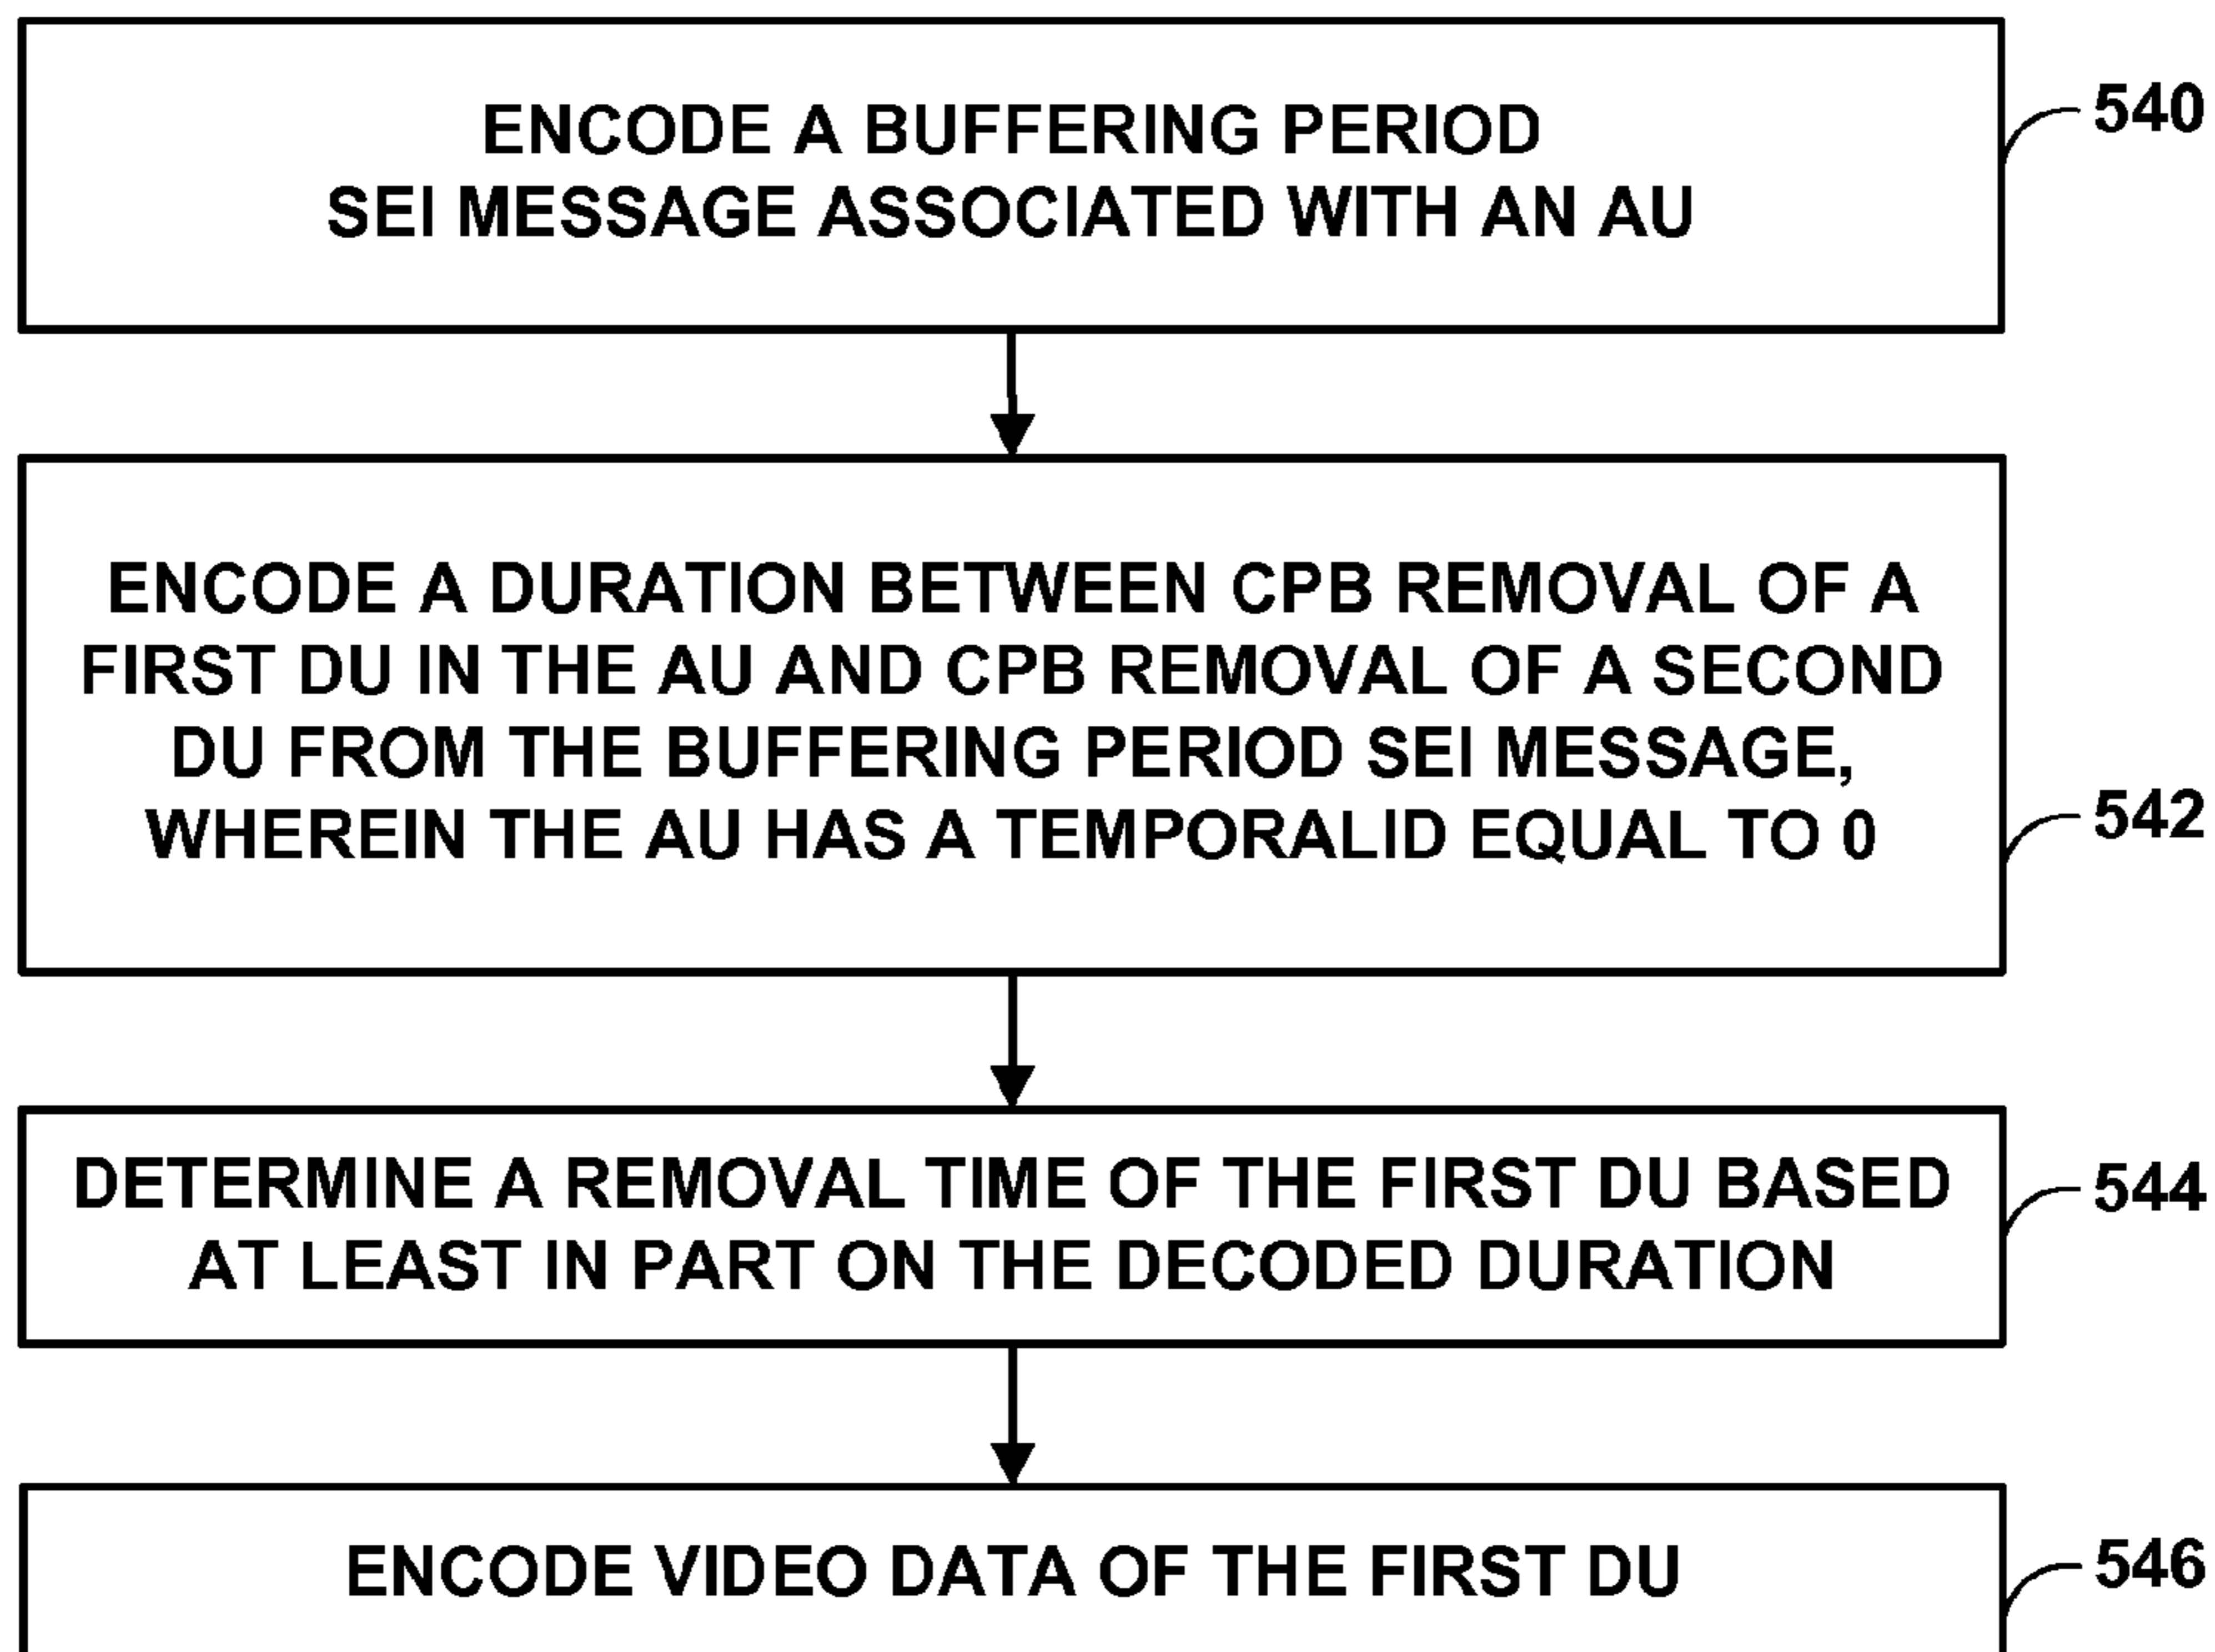 ENCODE A BUFFERING PERIOD
SEI MESSAGE ASSOCIATED WITH AN AU
540
ENCODE A DURATION BETWEEN CPB REMOVAL OF A
FIRST DU IN THE AU AND CPB REMOVAL OF A SECOND
DU FROM THE BUFFERING PERIOD SEI MESSAGE,
WHEREIN THE AU HAS A TEMPORALID EQUAL TO 0
542
DETERMINE A REMOVAL TIME OF THE FIRST DU BASED
AT LEAST IN PART ON THE DECODED DURATION
544
ENCODE VIDEO DATA OF THE FIRST DU
546